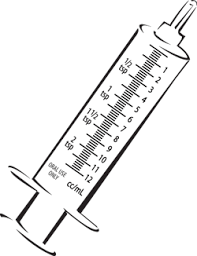 1
1/2 tsp
2
3
1 tsp
4
5
6
1 1/2 tsp
7
8
9
2 tsp
10
11
12
cc/mL
ORAL USE
ONLY